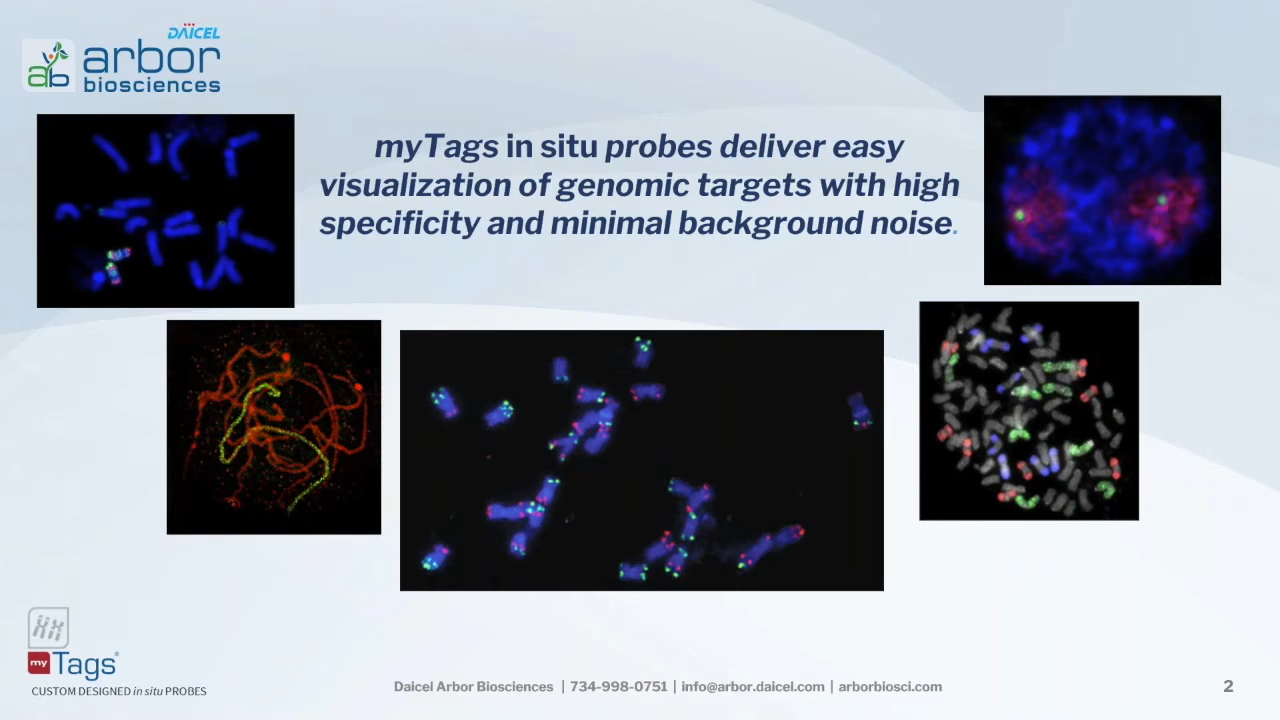 DAICEL
ab
arbor
biosciences
myTags in situ probes deliver easy
visualization of genomic targets with high
specificity and minimal background noise.
my Tags®
CUSTOM DESIGNED in situ PROBES
Daicel Arbor Biosciences | 734-998-0751 | info@arbor.daicel.com | arborbiosci.com
2